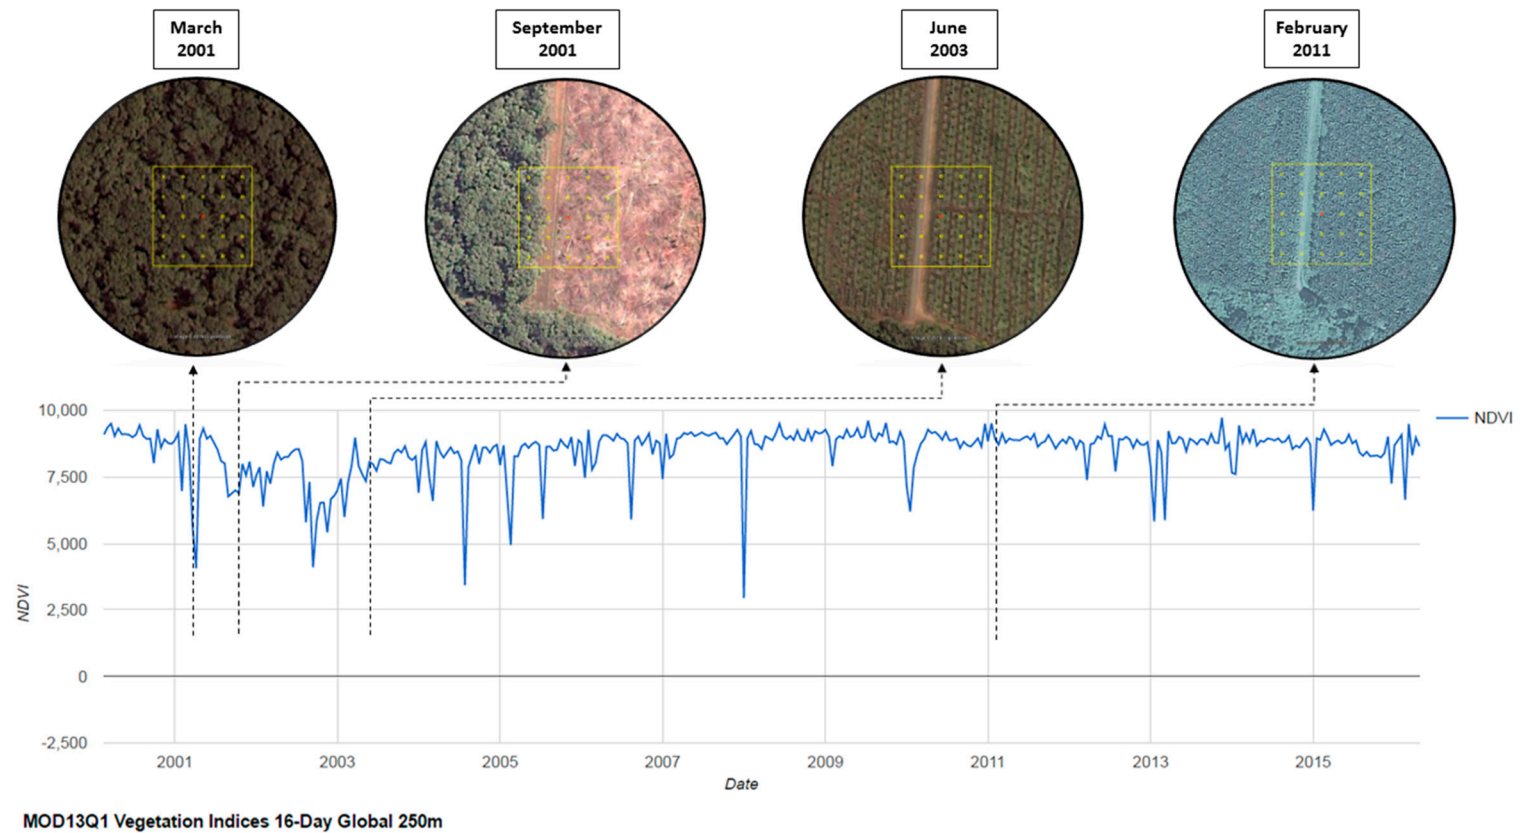 March
2001
September
2001
June
2003
February
2011
10,000
7,500
5,000
2,500
0
-2,500
NDVI
NDVI
2001
2003
2005
2007
2009
2011
2013
2015
Date
MOD13Q1 Vegetation Indices 16-Day Global 250m